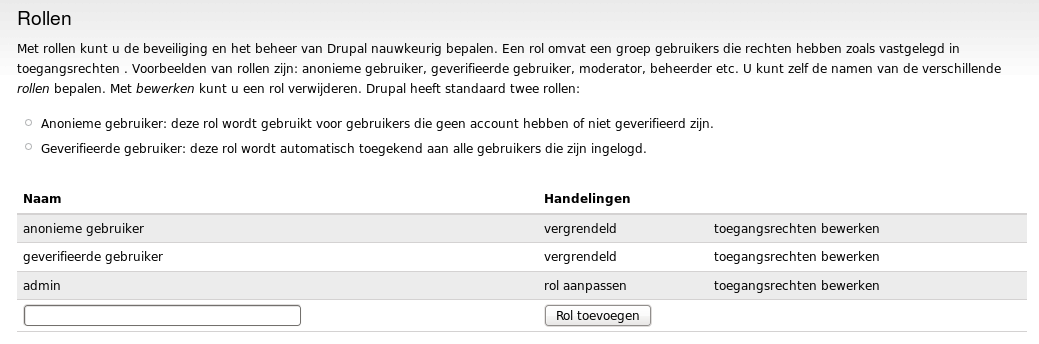 Rollen
Met rollen kunt u de beveiliging en het beheer van Drupal nauwkeurig bepalen. Een rol omvat een groep gebruikers die rechten hebben zoals vastgelegd in
toegangsrechten . Voorbeelden van rollen zijn: anonieme gebruiker, geverifieerde gebruiker, moderator, beheerder etc. U kunt zelf de namen van de verschillende
rollen bepalen. Met bewerken kunt u een rol verwijderen. Drupal heeft standaard twee rollen:
Anonieme gebruiker: deze rol wordt gebruikt voor gebruikers die geen account hebben of niet geverifieerd zijn.
Geverifieerde gebruiker: deze rol wordt automatisch toegekend aan alle gebruikers die zijn ingelogd.
Naam Handelingen
anonieme gebruiker vergrendeld toegangsrechten bewerken
geverifieerde gebruiker vergrendeld toegangsrechten bewerken
admin rol aanpassen toegangsrechten bewerken
Rol toevoegen